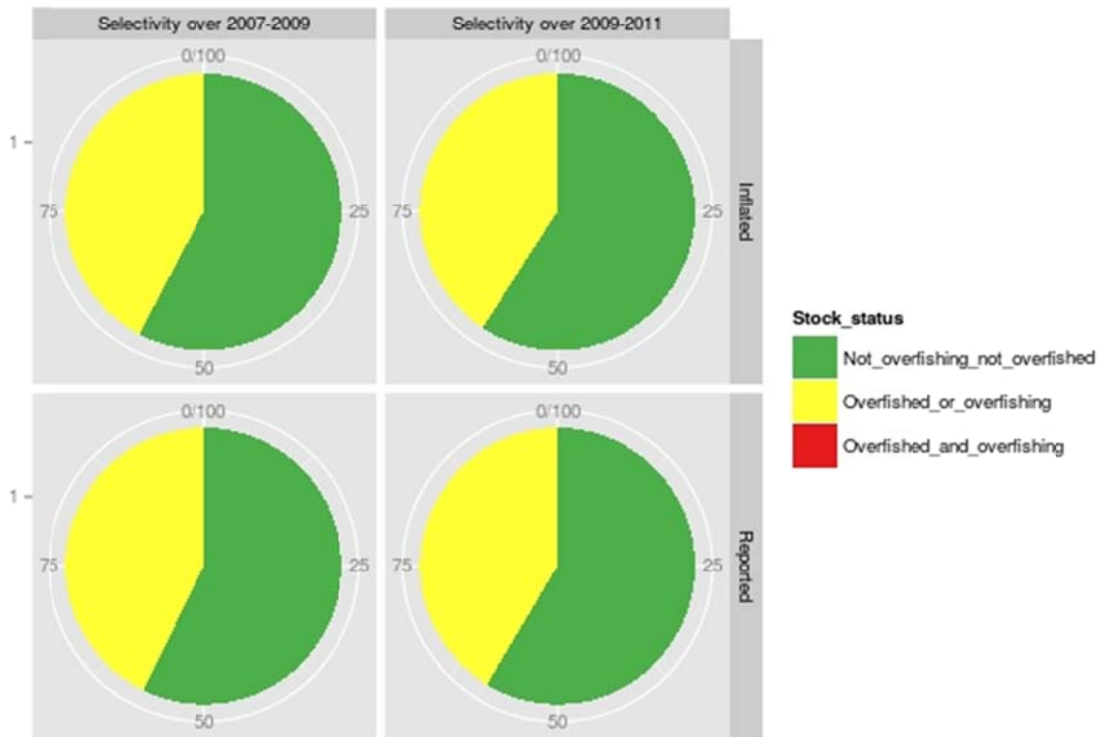 Selectivity over 2007-2009
Selectivity over 2009-2011
0/100
0/100
1
75
25
75
25
Inflated
50
50
0/100
0/100
1
75
25
75
25
Reported
50
50
Stock_status
Not_overfishing_not_overfished
Overfished_or_overfishing
Overfished_and_overfishing